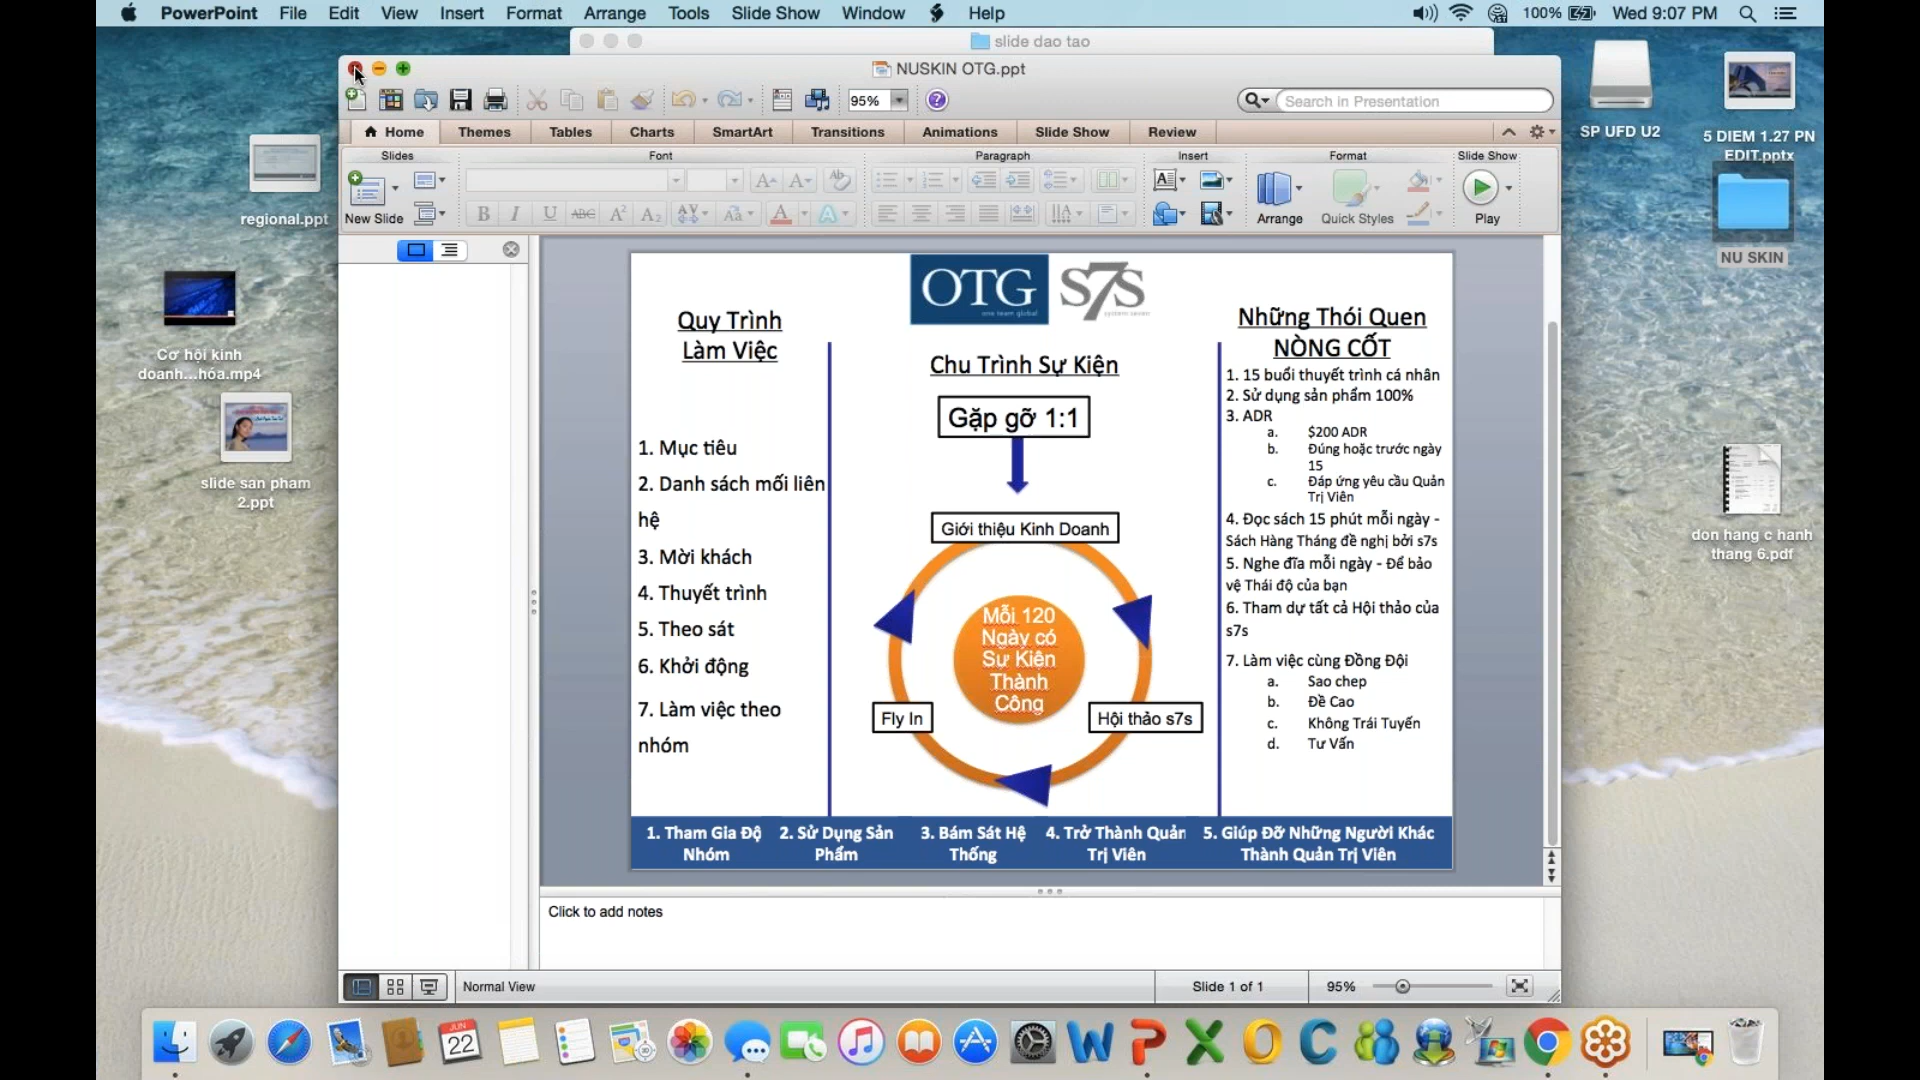 PowerPoint File Edit View Insert Format Arrange Tools Slide Show Window Help
100% Wed 9:07 PM
slide dao tao
NUSKIN OTG.ppt
95%
Search in Presentation
Home Themes Tables Charts SmartArt Transitions Animations Slide Show Review
Slides Font Paragraph Insert Format Slide Show
New Slide
Arrange Quick Styles Play
regional.ppt
Cơ hội kinh
doanh...hóa.mp4
slide san pham
2.ppt
SP UFD U2
5 DIEM 1.27 PN
EDIT.pptx
NU SKIN
don hang c hanh
thang 6.pdf
OTG
one team global
S7S
system seven
Quy Trình
Làm Việc
1. Mục tiêu
2. Danh sách mối liên
hệ
3. Mời khách
4. Thuyết trình
5. Theo sát
6. Khởi động
7. Làm việc theo
nhóm
Chu Trình Sự Kiện
Gặp gỡ 1:1
Giới thiệu Kinh Doanh
Mỗi 120
Ngày có
Sự Kiện
Thành
Công
Fly In
Hội thảo s7s
Những Thói Quen
NÒNG CỐT
1. 15 buổi thuyết trình cá nhân
2. Sử dụng sản phẩm 100%
3. ADR
a. $200 ADR
b. Đúng hoặc trước ngày
15
c. Đáp ứng yêu cầu Quản
Trị Viên
4. Đọc sách 15 phút mỗi ngày -
Sách Hàng Tháng đề nghị bởi s7s
5. Nghe đĩa mỗi ngày - Để bảo
vệ Thái độ của bạn
6. Tham dự tất cả Hội thảo của
s7s
7. Làm việc cùng Đồng Đội
a. Sao chep
b. Đề Cao
c. Không Trái Tuyến
d. Tư Vấn
1. Tham Gia Độ
Nhóm
2. Sử Dụng Sản
Phẩm
3. Bám Sát Hệ
Thống
4. Trở Thành Quản
Trị Viên
5. Giúp Đỡ Những Người Khác
Thành Quản Trị Viên
Click to add notes
Normal View
Slide 1 of 1
95%
JUN
22